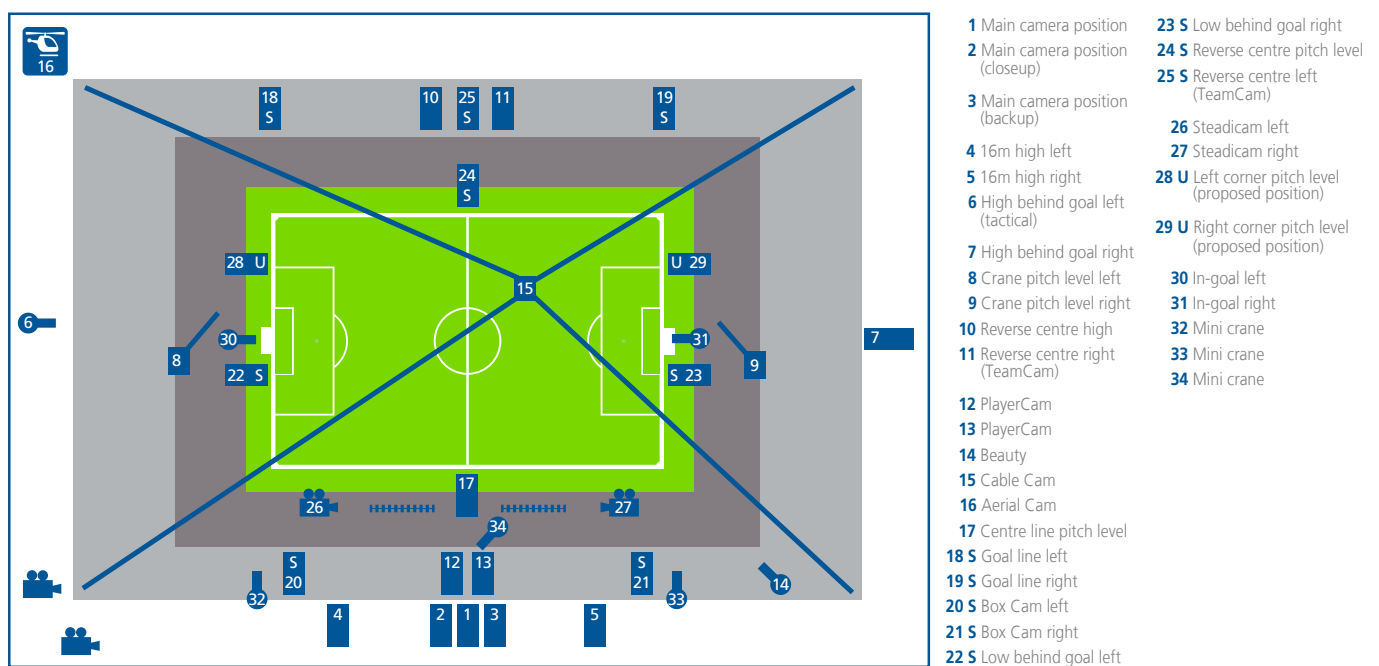 16
18
S
10
25
S
11
19
S
24
S
28 U
U 29
15
6
7
30
31
8
9
22 S
S 23
17
26
27
34
S
20
12
13
S
21
32
33
14
4
2
1
3
5
1 Main camera position
2 Main camera position
(closeup)
3 Main camera position
(backup)
4 16m high left
5 16m high right
6 High behind goal left
(tactical)
7 High behind goal right
8 Crane pitch level left
9 Crane pitch level right
10 Reverse centre high
11 Reverse centre right
(TeamCam)
12 PlayerCam
13 PlayerCam
14 Beauty
15 Cable Cam
16 Aerial Cam
17 Centre line pitch level
18 S Goal line left
19 S Goal line right
20 S Box Cam left
21 S Box Cam right
22 S Low behind goal left
23 S Low behind goal right
24 S Reverse centre pitch level
25 S Reverse centre left
(TeamCam)
26 Steadicam left
27 Steadicam right
28 U Left corner pitch level
(proposed position)
29 U Right corner pitch level
(proposed position)
30 In-goal left
31 In-goal right
32 Mini crane
33 Mini crane
34 Mini crane